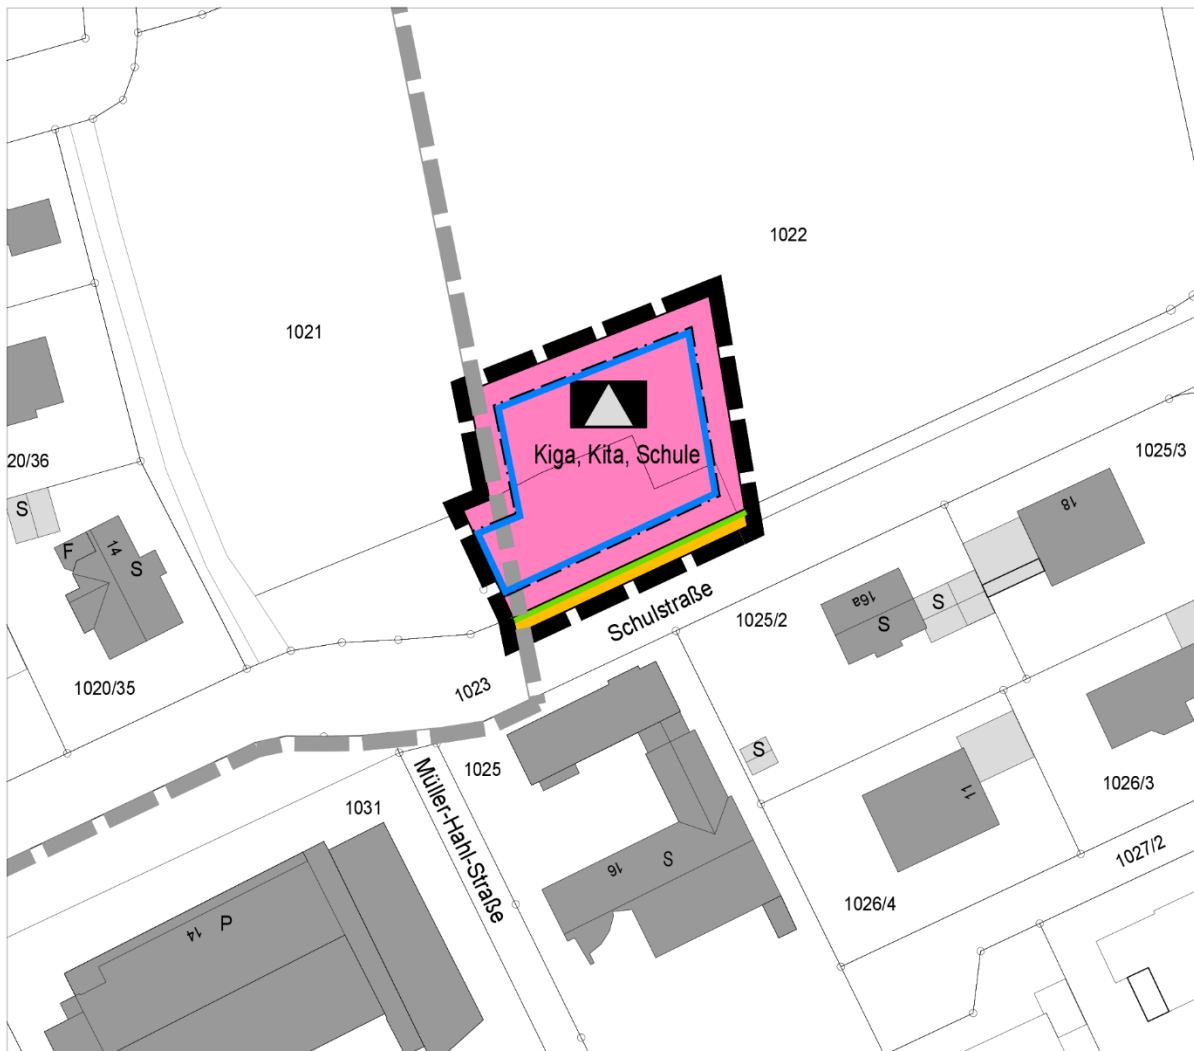 1022
1021
Kiga, Kita, Schule
1025/3
20/36
S
18
F
14
S
16a
S
S
Schulstraße
1025/2
1020/35
1023
S
1025
Müller-Hahl-Straße
11
1026/3
1031
1027/2
16
S
1026/4
14
P